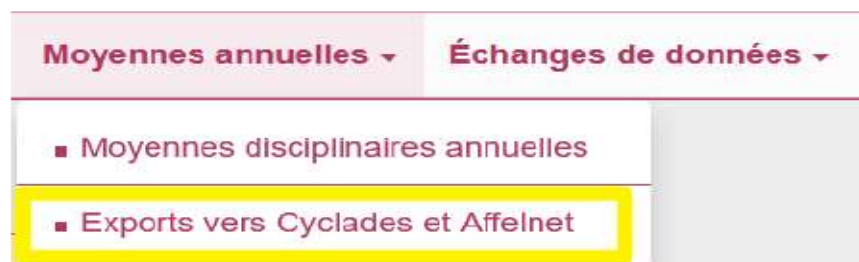 Moyennes annuelles Échanges de données
Moyennes disciplinaires annuelles
Exports vers Cyclades et Affelnet